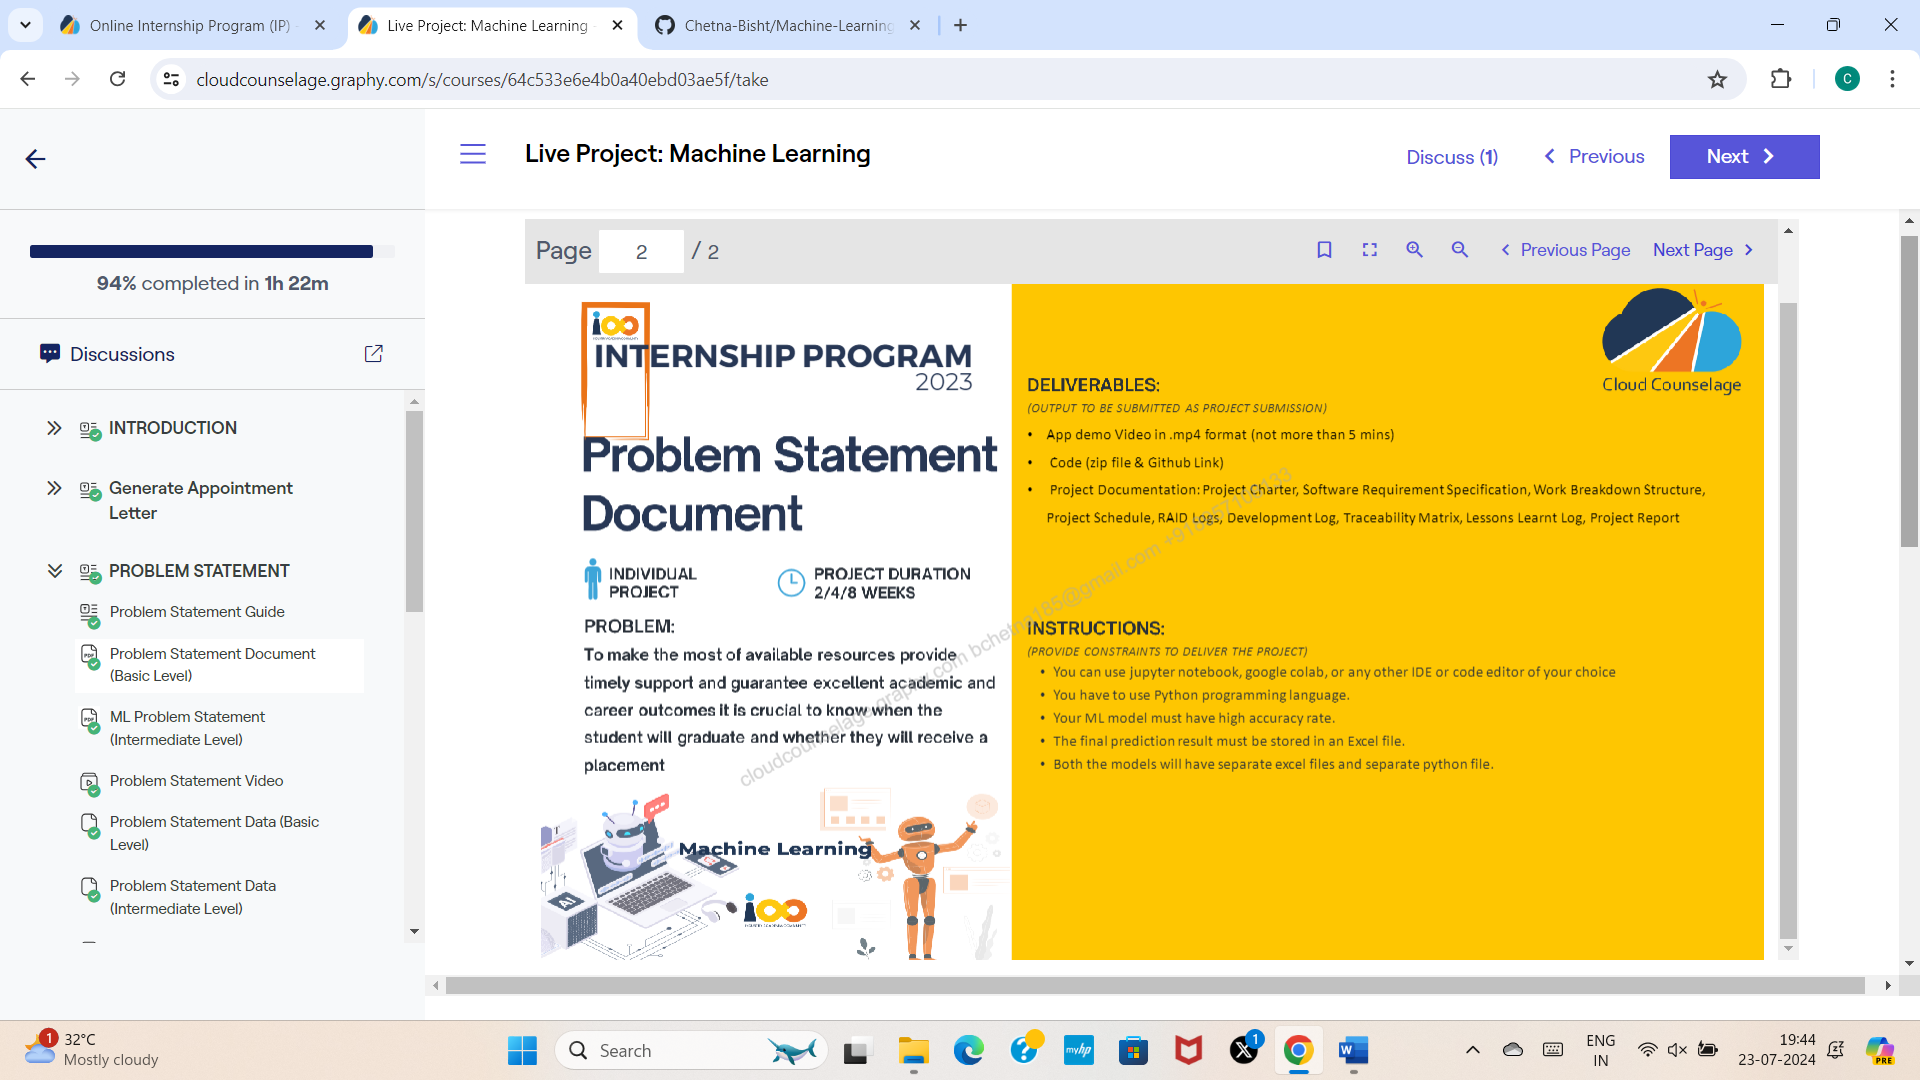 Online Internship Program (IP)
Live Project: Machine Learning
Chetna-Bisht/Machine-Learning
cloudcounselage.graphy.com/s/courses/64c533e6e4b0a40ebd03ae5f/take
C
Live Project: Machine Learning
Discuss (1)
Previous
Next
94% completed in 1h 22m
Discussions
INTRODUCTION
Generate Appointment
Letter
PROBLEM STATEMENT
Problem Statement Guide
Problem Statement Document
(Basic Level)
ML Problem Statement
(Intermediate Level)
Problem Statement Video
Problem Statement Data (Basic
Level)
Problem Statement Data
(Intermediate Level)
Page 2 / 2
Previous Page
Next Page
INTERNSHIP PROGRAM
2023
Problem Statement
Document
INDIVIDUAL
PROJECT
PROJECT DURATION
2/4/8 WEEKS
PROBLEM:
To make the most of available resources provide
timely support and guarantee excellent academic and
career outcomes it is crucial to know when the
student will graduate and whether they will receive a
placement
Machine Learning
AI
Cloud Counselage
DELIVERABLES:
(OUTPUT TO BE SUBMITTED AS PROJECT SUBMISSION)
• App demo Video in .mp4 format (not more than 5 mins)
• Code (zip file & Github Link)
• Project Documentation: Project Charter, Software Requirement Specification, Work Breakdown Structure,
Project Schedule, RAID Logs, Development Log, Traceability Matrix, Lessons Learnt Log, Project Report
INSTRUCTIONS:
(PROVIDE CONSTRAINTS TO DELIVER THE PROJECT)
• You can use jupyter notebook, google colab, or any other IDE or code editor of your choice
• You have to use Python programming language.
• Your ML model must have high accuracy rate.
• The final prediction result must be stored in an Excel file.
• Both the models will have separate excel files and separate python file.
cloudcounselage.graphy.com
1
32°C
Mostly cloudy
Search
myhp
1
W
ENG
IN
19:44
23-07-2024
PRE